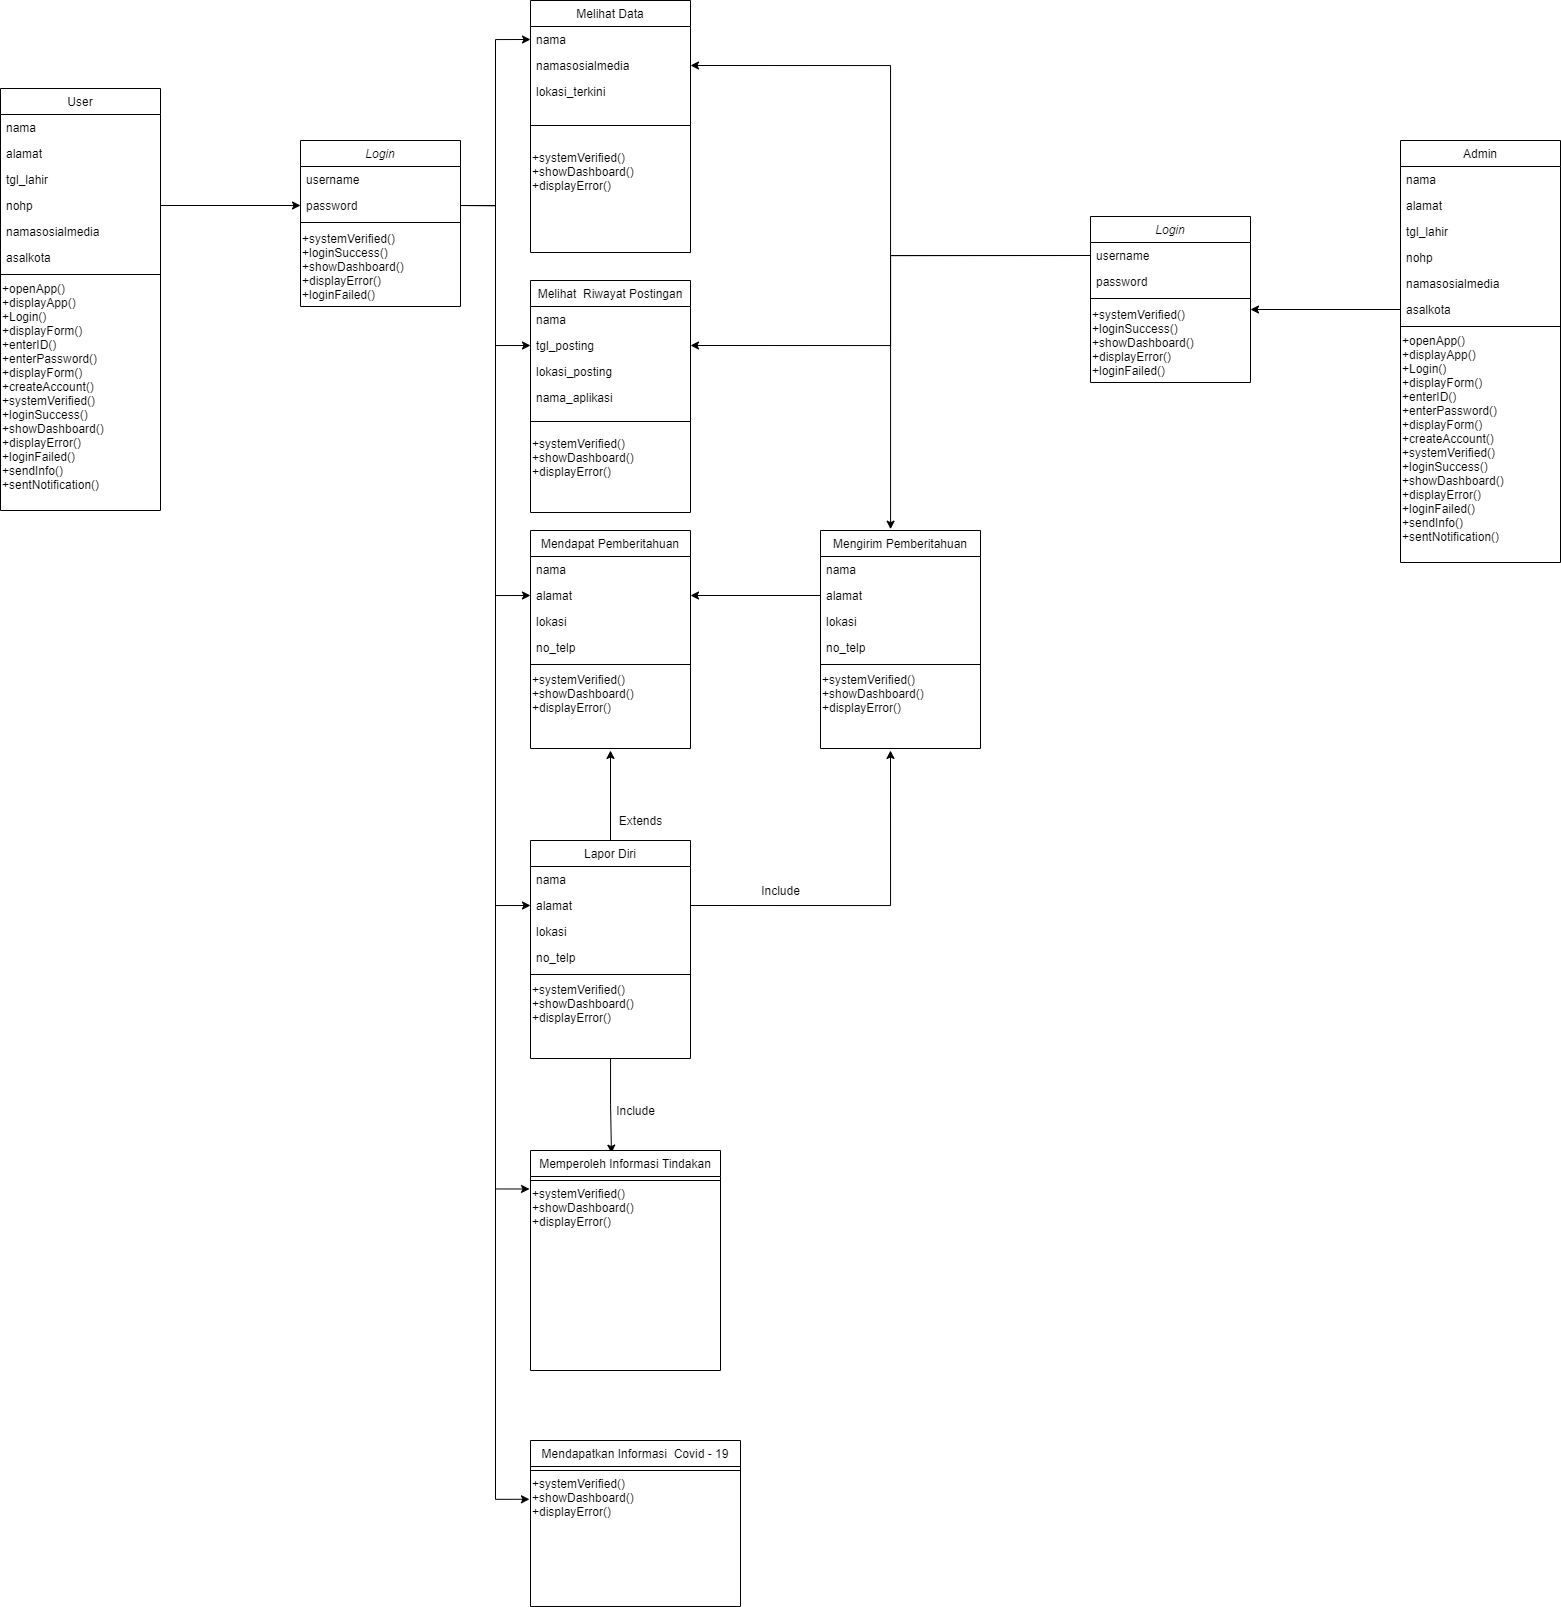 User
nama
alamat
tgl_lahir
nohp
namasosialmedia
asalkota
+openApp()
+displayApp()
+Login()
+displayForm()
+enterID()
+enterPassword()
+displayForm()
+createAccount()
+systemVerified()
+loginSuccess()
+showDashboard()
+displayError()
+loginFailed()
+sendInfo()
+sentNotification()
Login
username
password
+systemVerified()
+loginSuccess()
+showDashboard()
+displayError()
+loginFailed()
Melihat Data
nama
namasosialmedia
lokasi_terkini
+systemVerified()
+showDashboard()
+displayError()
Melihat  Riwayat Postingan
nama
tgl_posting
lokasi_posting
nama_aplikasi
+systemVerified()
+showDashboard()
+displayError()
Mendapat Pemberitahuan
nama
alamat
lokasi
no_telp
+systemVerified()
+showDashboard()
+displayError()
Mengirim Pemberitahuan
nama
alamat
lokasi
no_telp
+systemVerified()
+showDashboard()
+displayError()
Login
username
password
+systemVerified()
+loginSuccess()
+showDashboard()
+displayError()
+loginFailed()
Admin
nama
alamat
tgl_lahir
nohp
namasosialmedia
asalkota
+openApp()
+displayApp()
+Login()
+displayForm()
+enterID()
+enterPassword()
+displayForm()
+createAccount()
+systemVerified()
+loginSuccess()
+showDashboard()
+displayError()
+loginFailed()
+sendInfo()
+sentNotification()
Extends
Lapor Diri
nama
alamat
lokasi
no_telp
+systemVerified()
+showDashboard()
+displayError()
Include
Include
Memperoleh Informasi Tindakan
+systemVerified()
+showDashboard()
+displayError()
Mendapatkan Informasi  Covid - 19
+systemVerified()
+showDashboard()
+displayError()